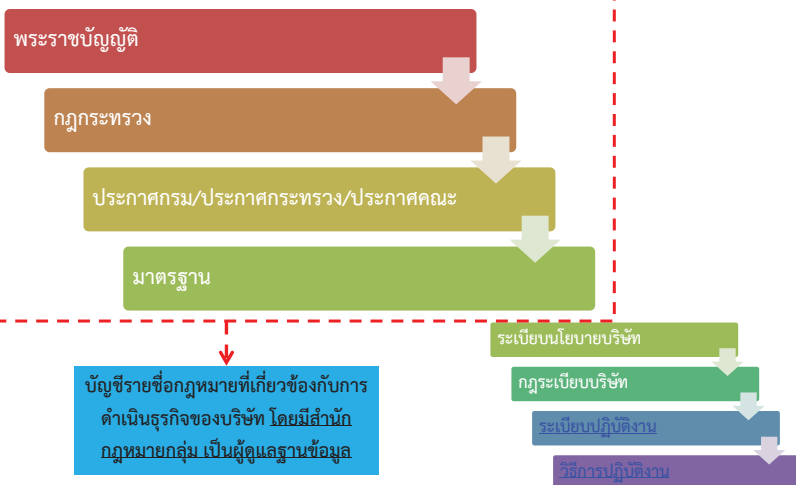 พระราชบัญญัติ
กฎกระทรวง
ประกาศกรม/ประกาศกระทรวง/ประกาศคณะ
มาตรฐาน
บัญชีรายชื่อกฎหมายที่เกี่ยวข้องกับการ
ดำเนินธุรกิจของบริษัท โดยมีสำนัก
กฎหมายกลุ่ม เป็นผู้ดูแลฐานข้อมูล
ระเบียบนโยบายบริษัท
กฎระเบียบบริษัท
ระเบียบปฏิบัติงาน
วิธีการปฏิบัติงาน